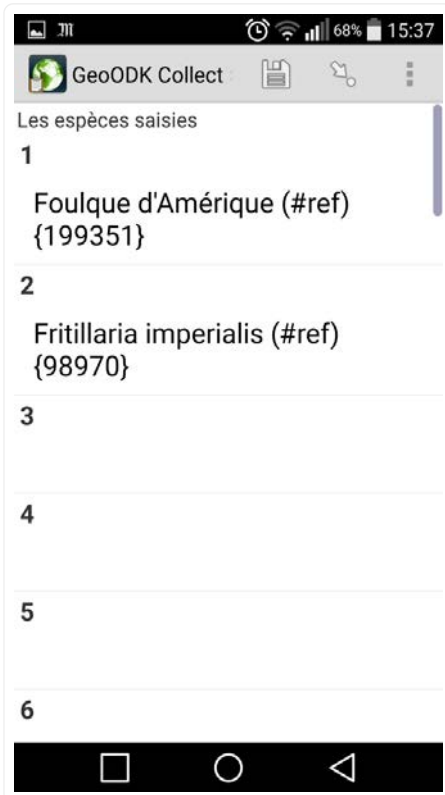 68% 15:37
GeoODK Collect
Les espèces saisies
1
Foulque d'Amérique (#ref)
{199351}
2
Fritillaria imperialis (#ref)
{98970}
3
4
5
6